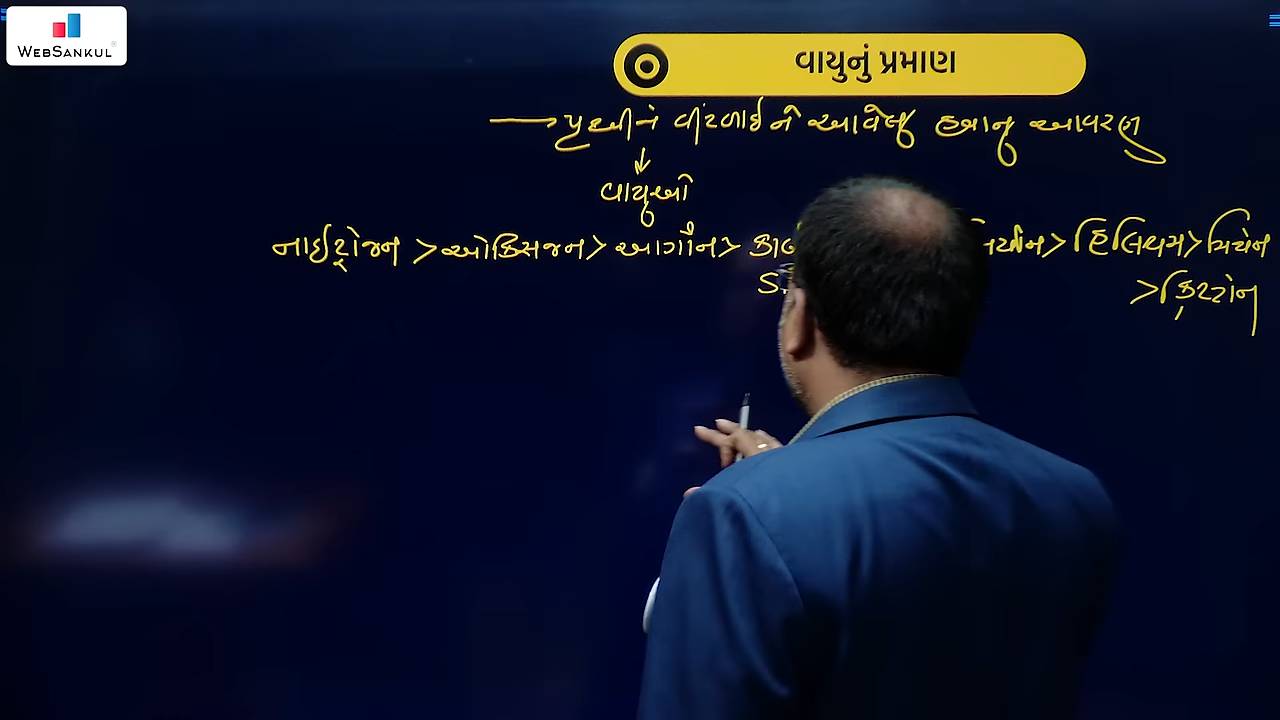 WEBSANKUL
વાયુનું પ્રમાણ
→ પૃથ્વીને વીંટળાઈને આવેલુ હવાનુ આવરણ
↓
વાયુઓ
નાઈટ્રોજન > ઓક્સિજન > આર્ગોન > > હિલિયમ > મિથેન
> ક્રિપ્ટોન